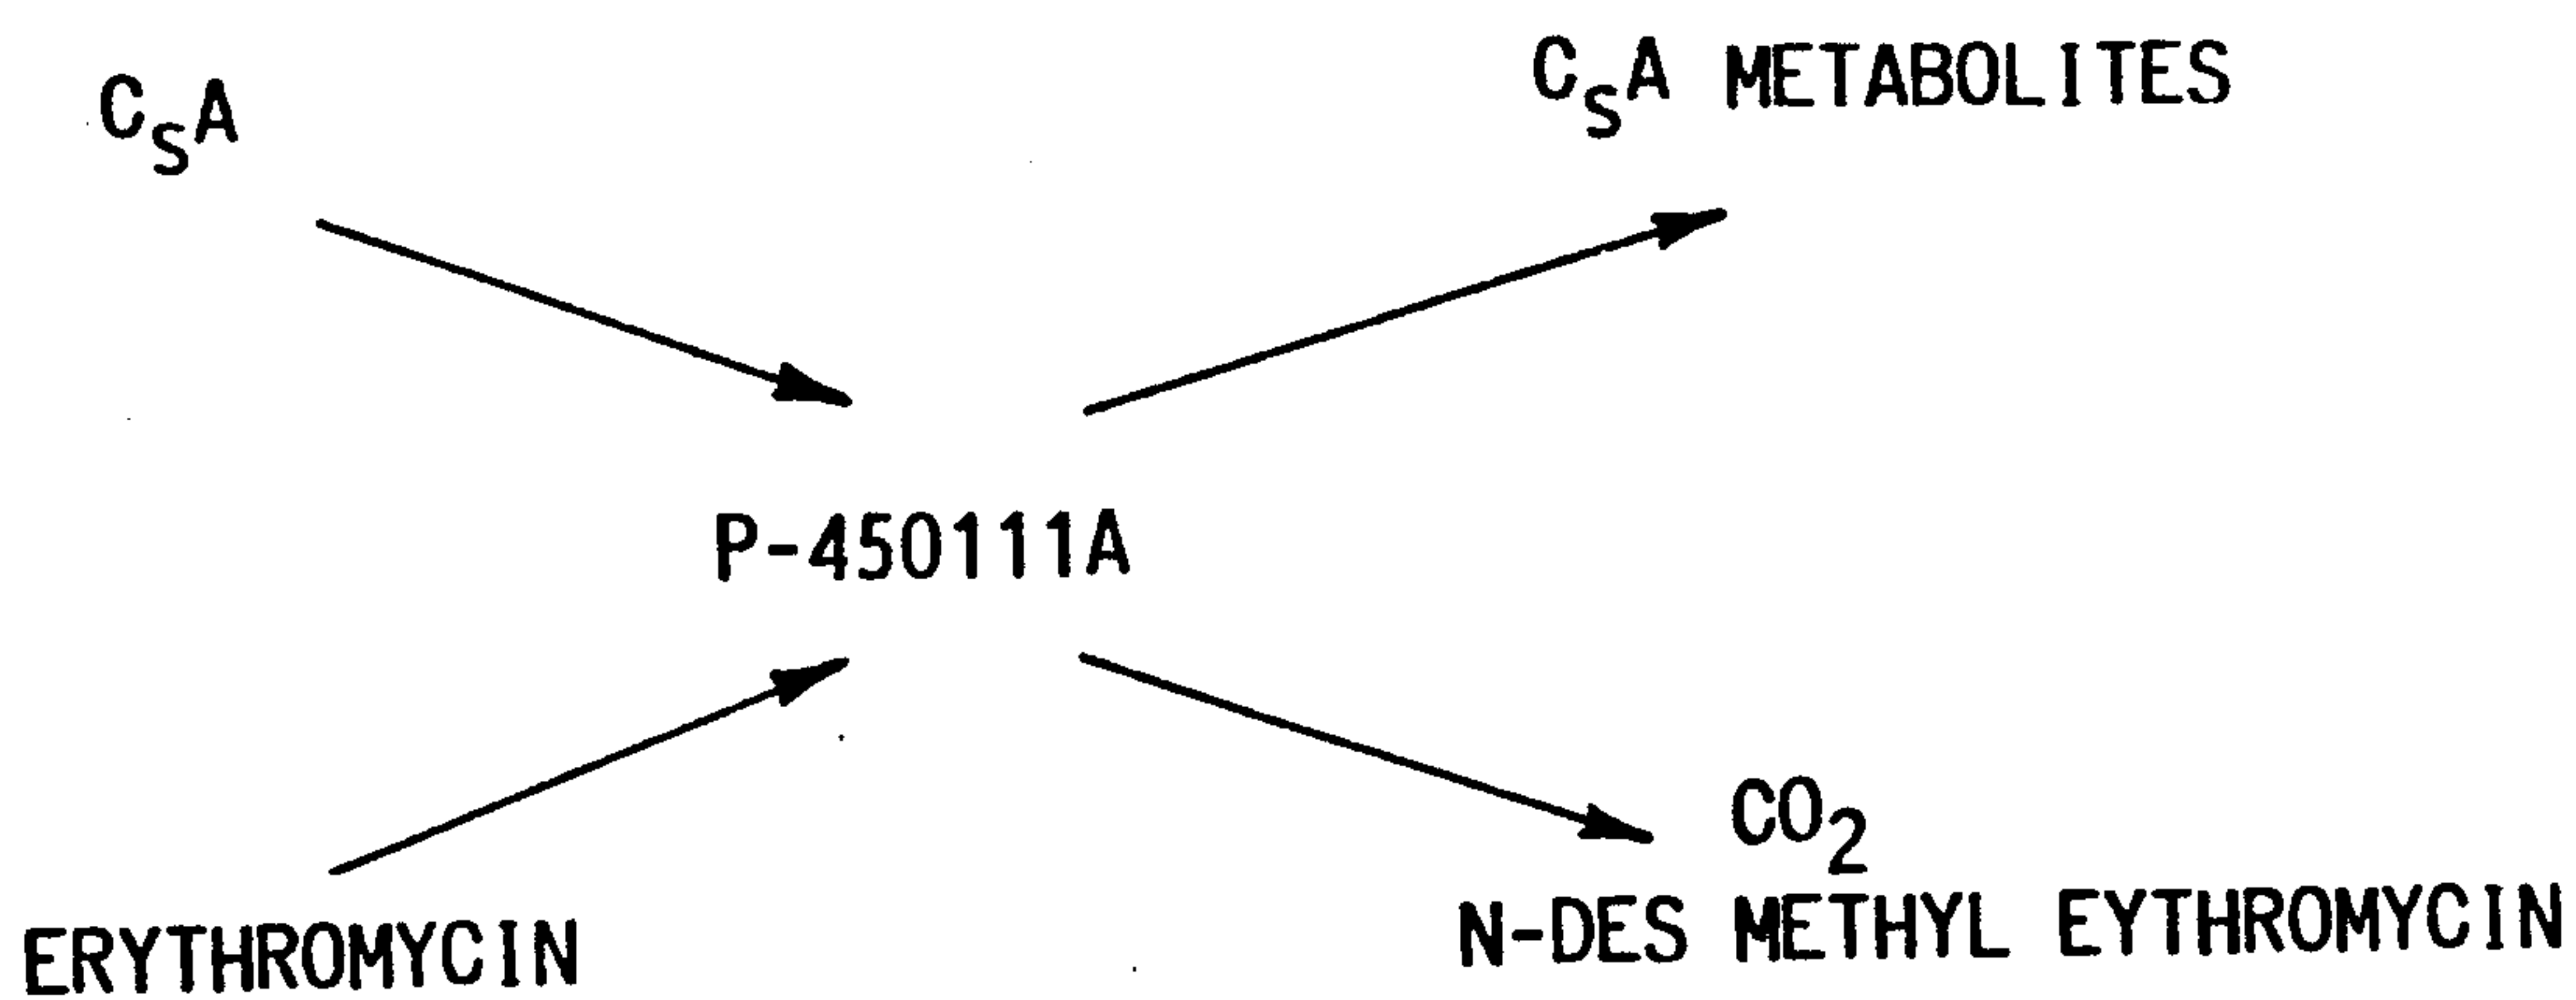 CsA
CsA METABOLITES
P-450111A
ERYTHROMYCIN
CO2
N-DES METHYL EYTHROMYCIN